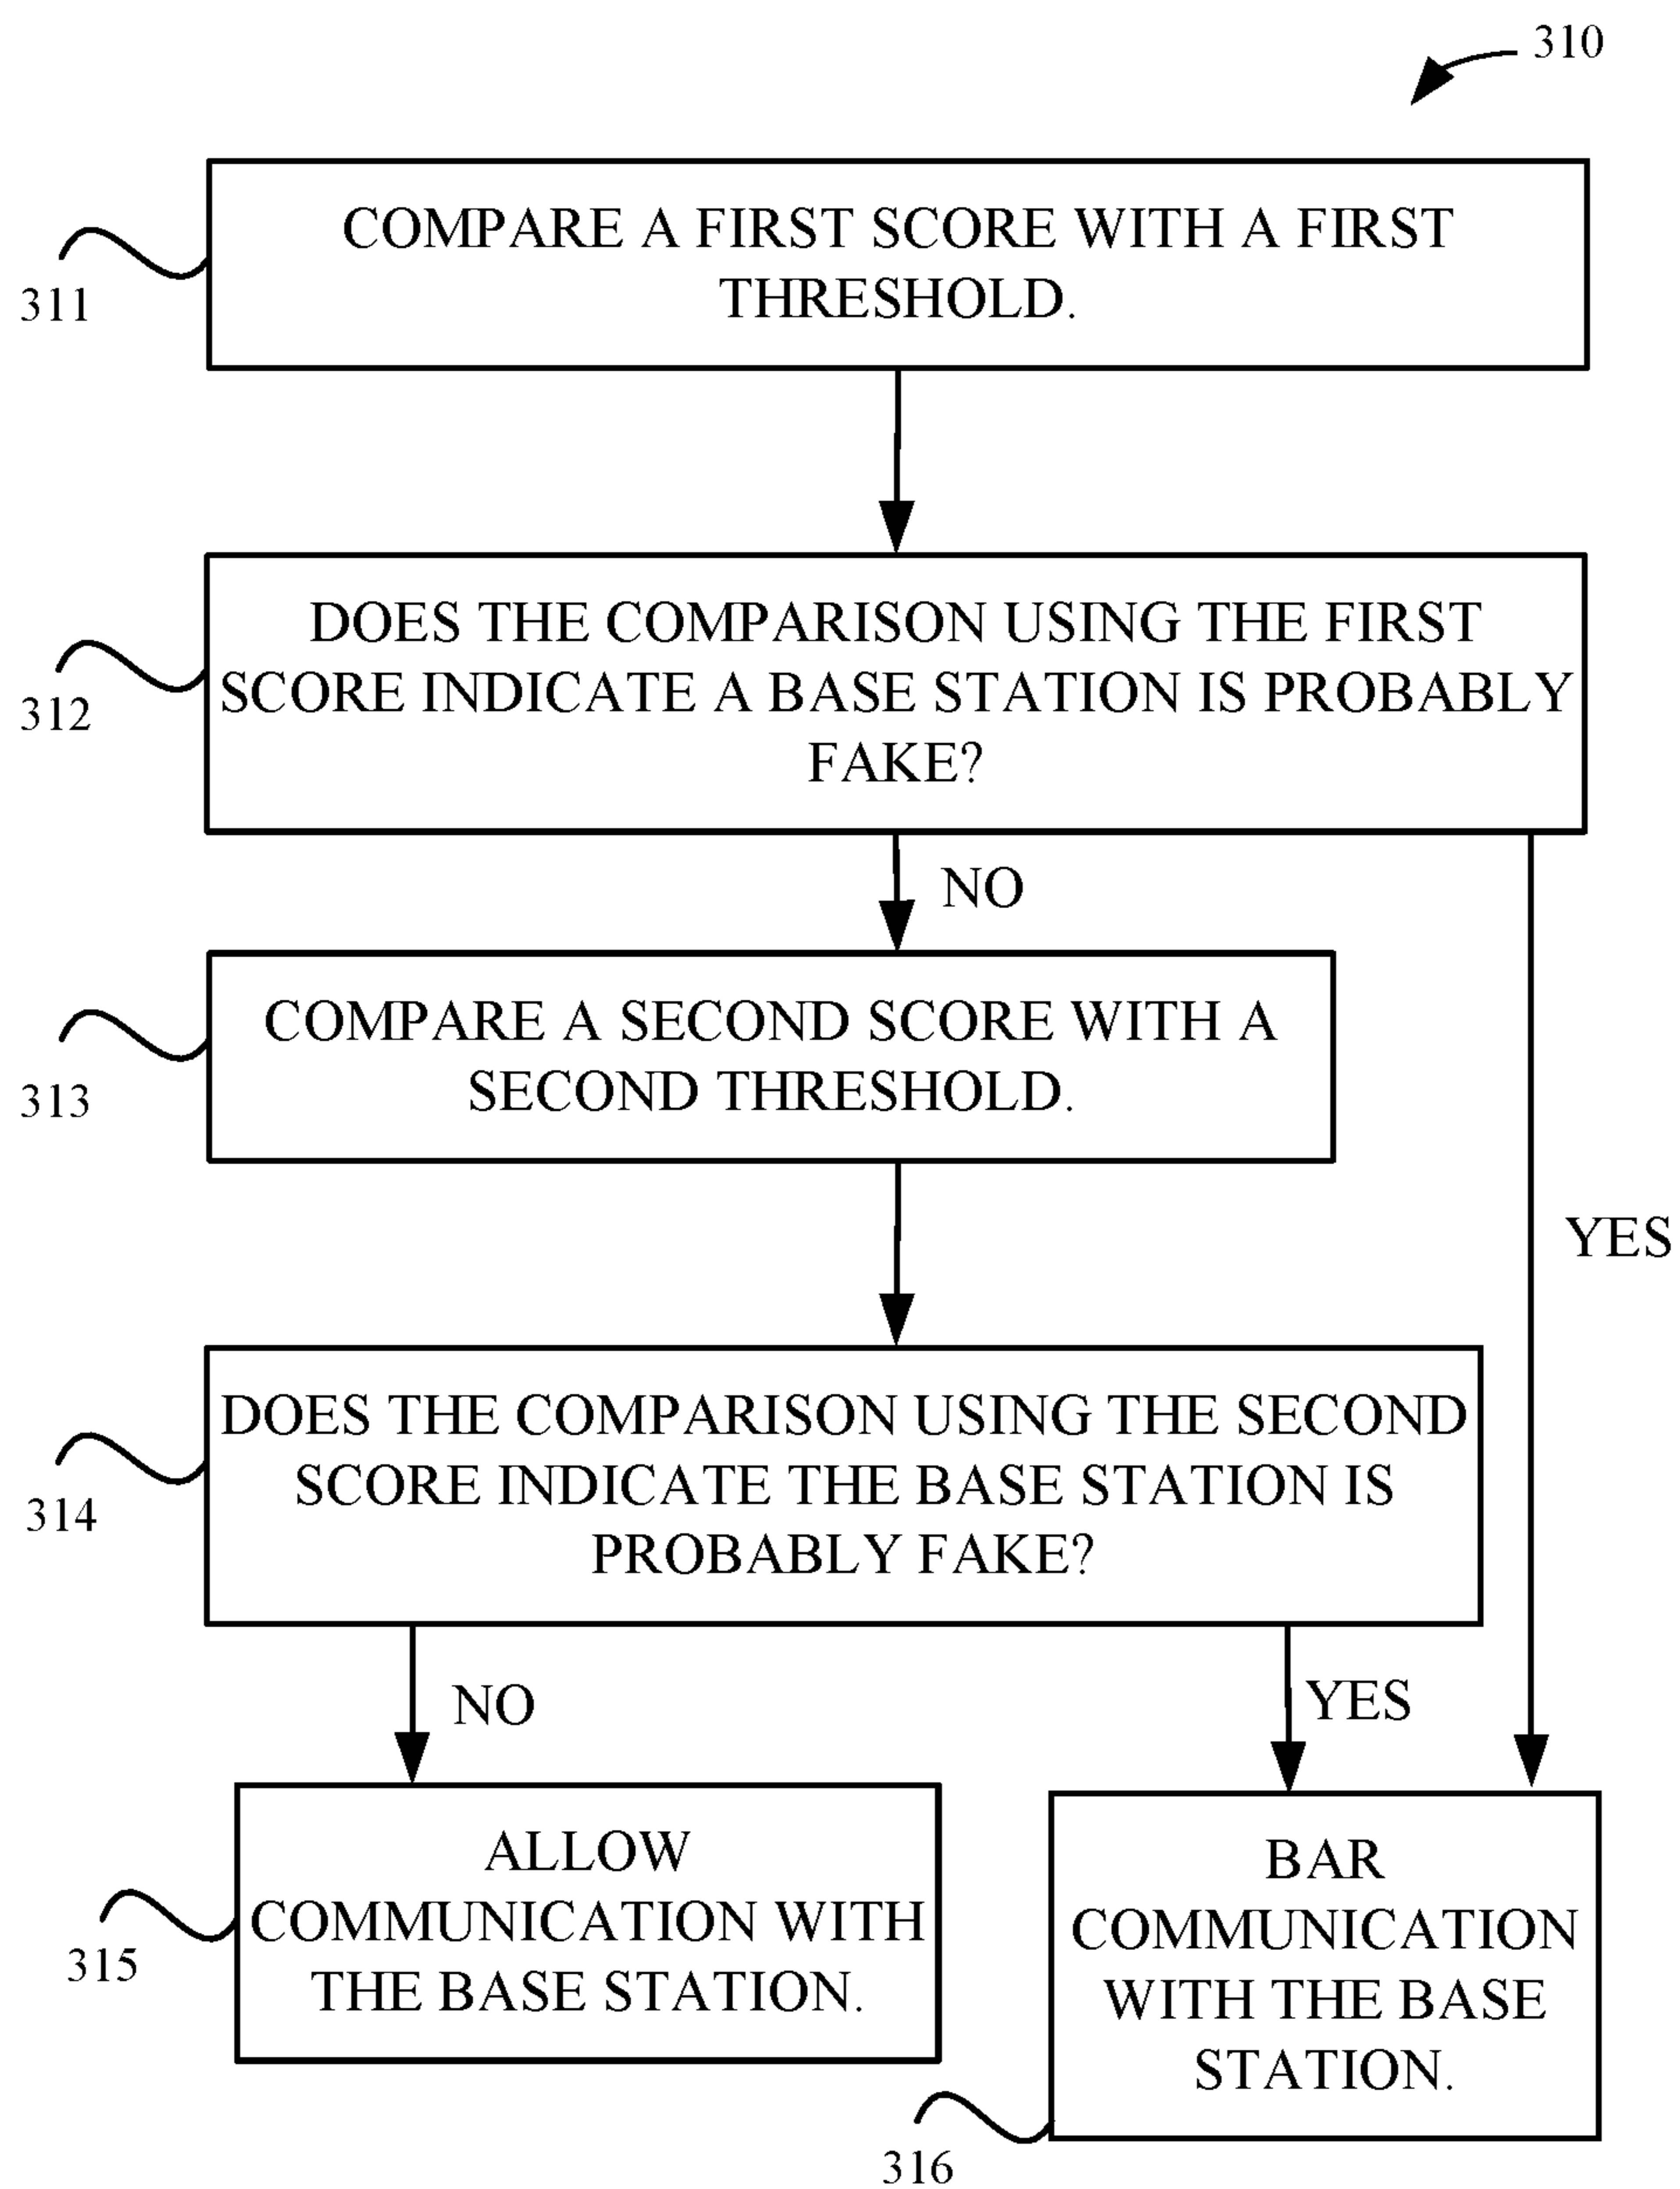 310
COMPARE A FIRST SCORE WITH A FIRST
THRESHOLD.
311
DOES THE COMPARISON USING THE FIRST
SCORE INDICATE A BASE STATION IS PROBABLY
FAKE?
312
NO
COMPARE A SECOND SCORE WITH A
SECOND THRESHOLD.
313
YES
DOES THE COMPARISON USING THE SECOND
SCORE INDICATE THE BASE STATION IS
PROBABLY FAKE?
314
NO
YES
ALLOW
COMMUNICATION WITH
THE BASE STATION.
315
BAR
COMMUNICATION
WITH THE BASE
STATION.
316